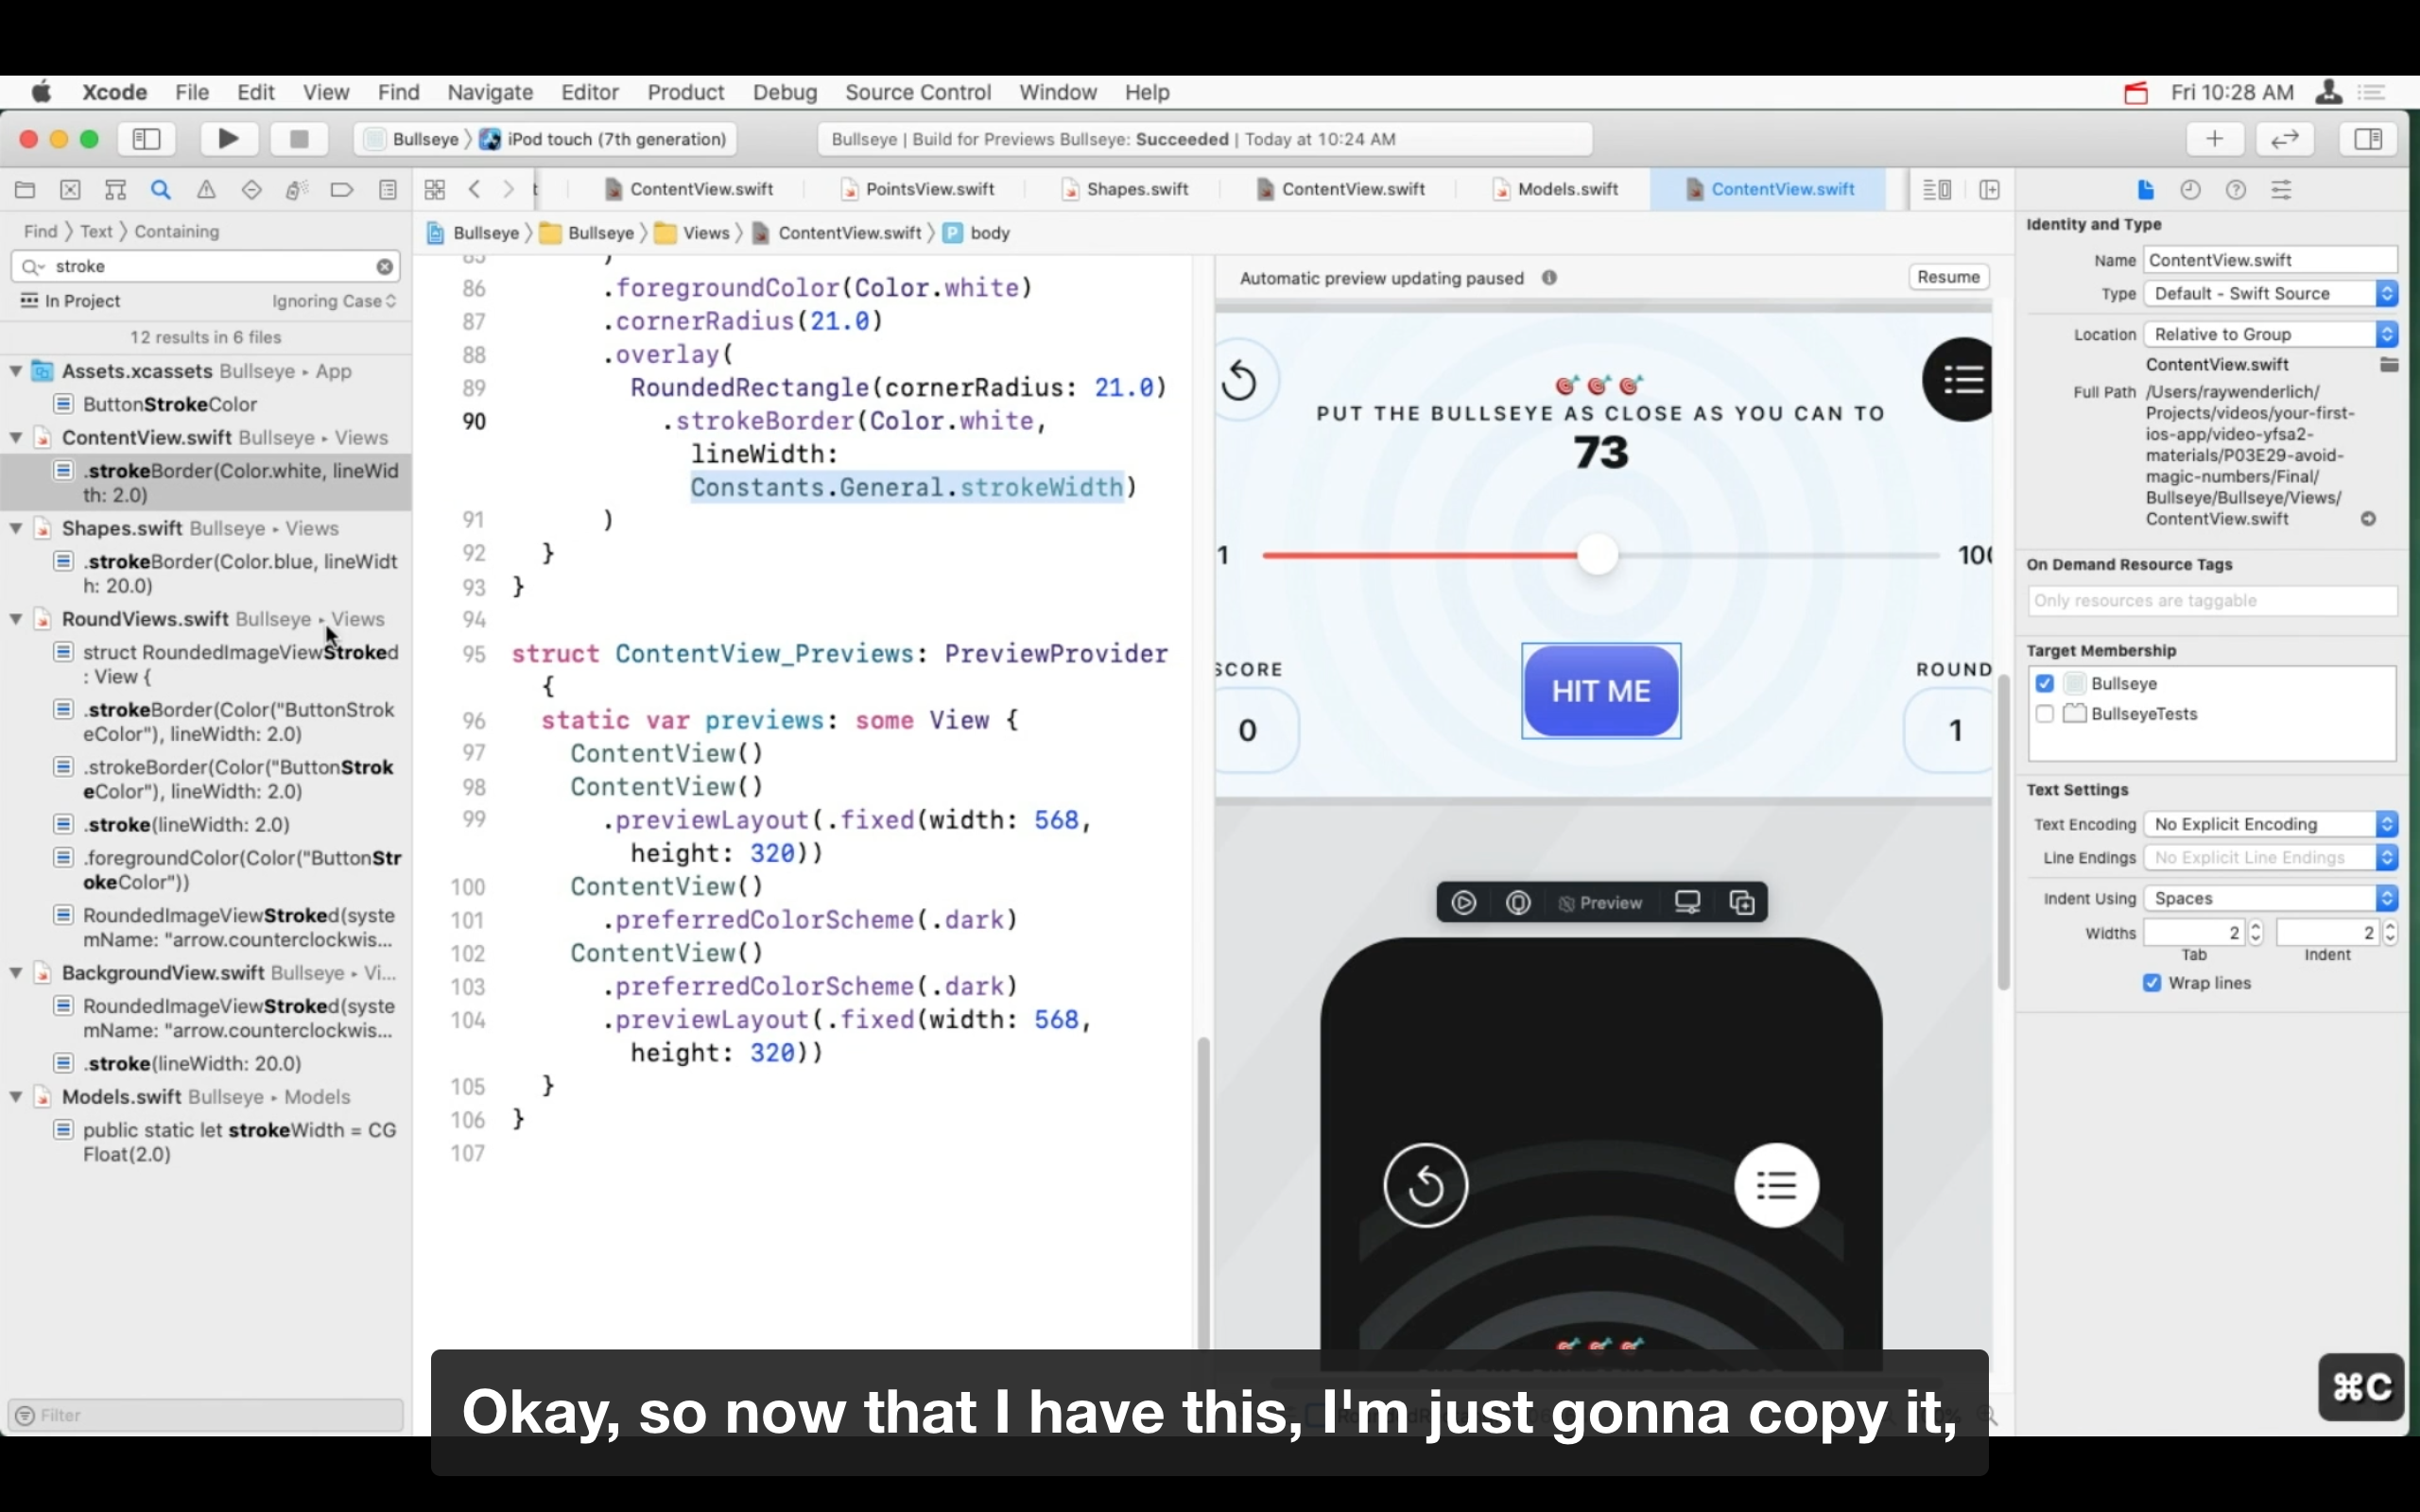 Xcode File Edit View Find Navigate Editor Product Debug Source Control Window Help Fri 10:28 AM
Bullseye iPod touch (7th generation) Bullseye | Build for Previews Bullseye: Succeeded | Today at 10:24 AM
t ContentView.swift PointsView.swift Shapes.swift ContentView.swift Models.swift ContentView.swift
Find Text Containing
stroke
In Project Ignoring Case
12 results in 6 files
Assets.xcassets Bullseye ▸ App
ButtonStrokeColor
ContentView.swift Bullseye ▸ Views
.strokeBorder(Color.white, lineWid
th: 2.0)
Shapes.swift Bullseye ▸ Views
.strokeBorder(Color.blue, lineWidt
h: 20.0)
RoundViews.swift Bullseye ▸ Views
struct RoundedImageViewStroked
: View {
.strokeBorder(Color("ButtonStrok
eColor"), lineWidth: 2.0)
.strokeBorder(Color("ButtonStrok
eColor"), lineWidth: 2.0)
.stroke(lineWidth: 2.0)
.foregroundColor(Color("ButtonStr
okeColor"))
RoundedImageViewStroked(syste
mName: "arrow.counterclockwis...
BackgroundView.swift Bullseye ▸ Vi...
RoundedImageViewStroked(syste
mName: "arrow.counterclockwis...
.stroke(lineWidth: 20.0)
Models.swift Bullseye ▸ Models
public static let strokeWidth = CG
Float(2.0)
Filter
Bullseye Bullseye Views ContentView.swift P body
85 )
86 .foregroundColor(Color.white)
87 .cornerRadius(21.0)
88 .overlay(
89 RoundedRectangle(cornerRadius: 21.0)
90 .strokeBorder(Color.white,
lineWidth:
Constants.General.strokeWidth)
91 )
92 }
93 }
94
95 struct ContentView_Previews: PreviewProvider
{
96 static var previews: some View {
97 ContentView()
98 ContentView()
99 .previewLayout(.fixed(width: 568,
height: 320))
100 ContentView()
101 .preferredColorScheme(.dark)
102 ContentView()
103 .preferredColorScheme(.dark)
104 .previewLayout(.fixed(width: 568,
height: 320))
105 }
106 }
107
Automatic preview updating paused Resume
PUT THE BULLSEYE AS CLOSE AS YOU CAN TO
73
1 100
SCORE ROUND
HIT ME
0 1
Preview
Identity and Type
Name ContentView.swift
Type Default - Swift Source
Location Relative to Group
ContentView.swift
Full Path /Users/raywenderlich/
Projects/videos/your-first-
ios-app/video-yfsa2-
materials/P03E29-avoid-
magic-numbers/Final/
Bullseye/Bullseye/Views/
ContentView.swift
On Demand Resource Tags
Only resources are taggable
Target Membership
Bullseye
BullseyeTests
Text Settings
Text Encoding No Explicit Encoding
Line Endings No Explicit Line Endings
Indent Using Spaces
Widths 2 2
Tab Indent
Wrap lines
Okay, so now that I have this, I'm just gonna copy it,
⌘C